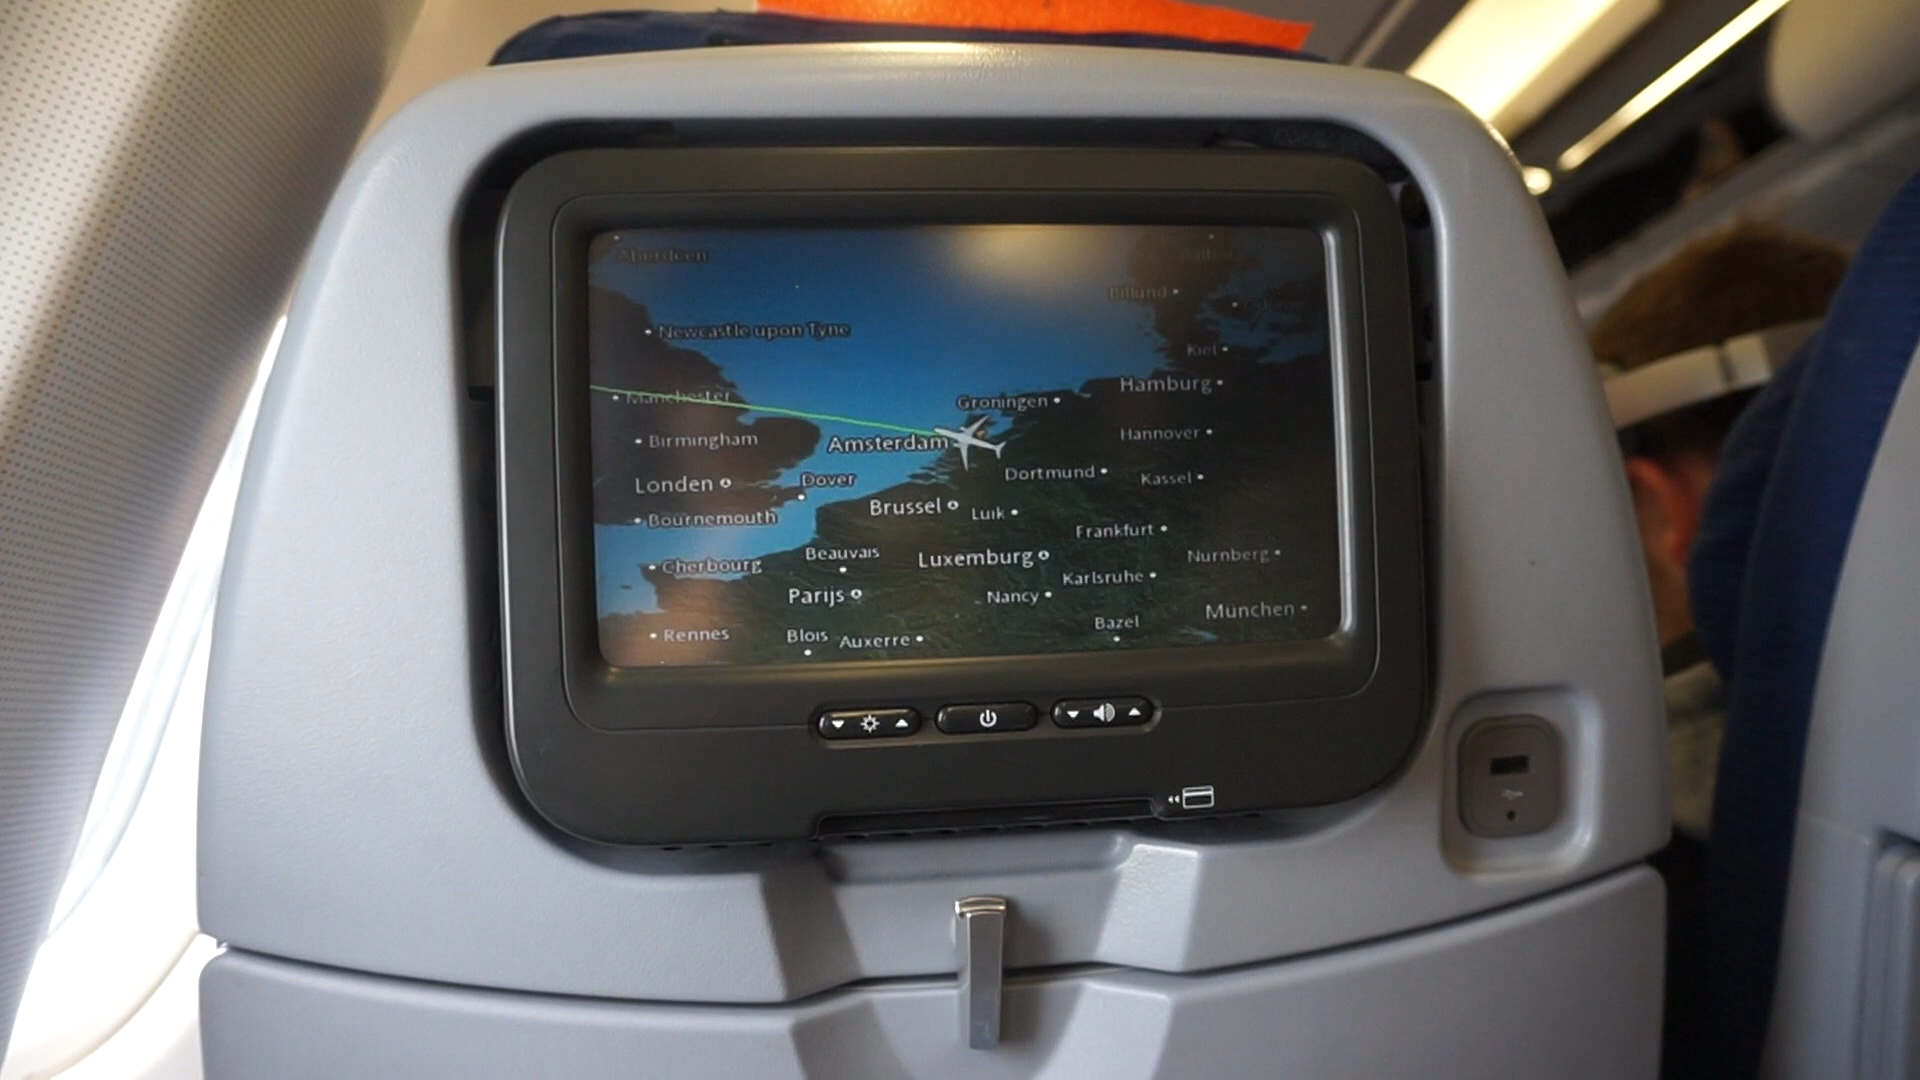 Aberdeen
Billund
Newcastle upon Tyne
Kiel
Hamburg
Manchester
Groningen
Birmingham
Amsterdam
Hannover
Londen
Dover
Dortmund
Kassel
Bournemouth
Brussel
Luik
Frankfurt
Cherbourg
Beauvais
Luxemburg
Nurnberg
Parijs
Nancy
Karlsruhe
Rennes
Blois
Auxerre
Bazel
München